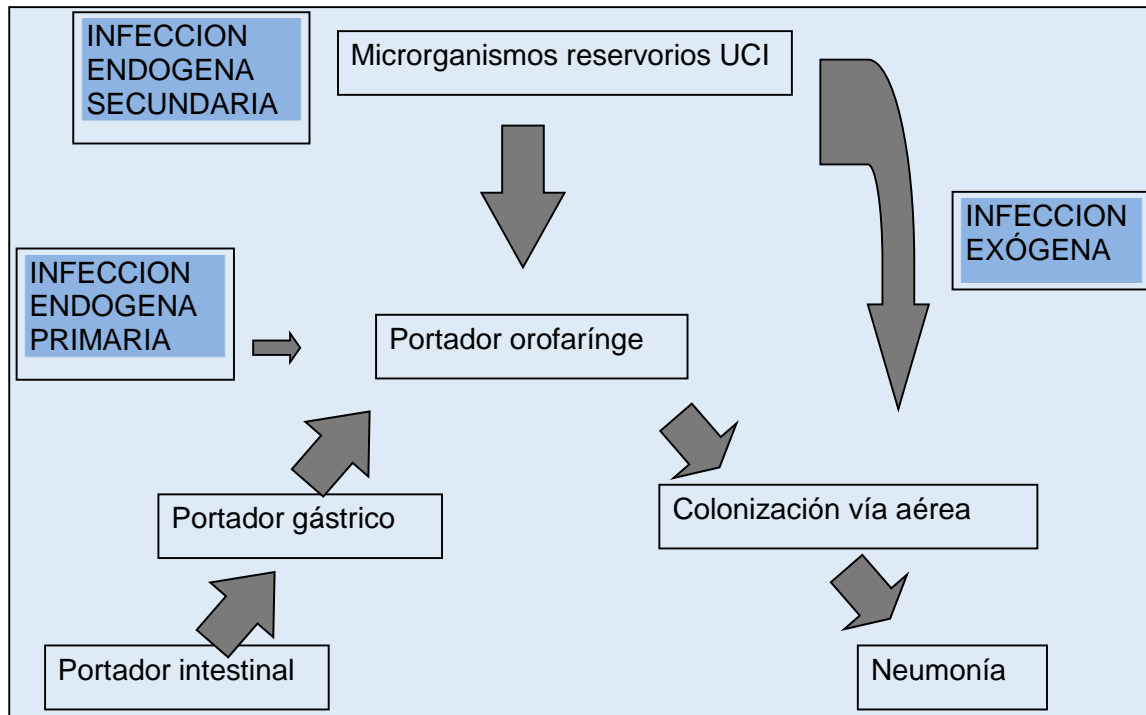 INFECCION
ENDOGENA
SECUNDARIA
Microrganismos reservorios UCI
INFECCION
EXÓGENA
INFECCION
ENDOGENA
PRIMARIA
Portador orofarínge
Portador gástrico
Colonización vía aérea
Portador intestinal
Neumonía